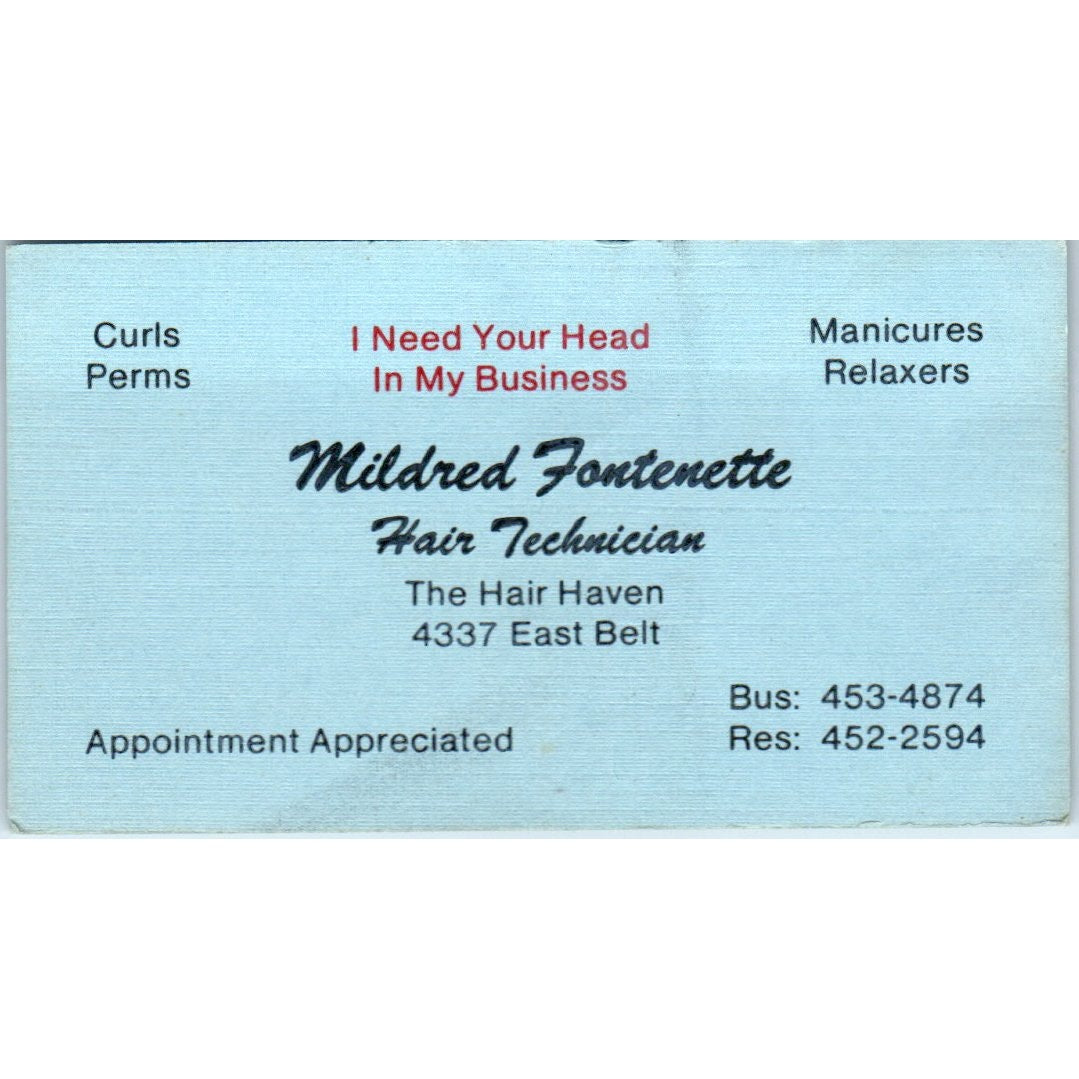 Curls
Perms
I Need Your Head
In My Business
Manicures
Relaxers
Mildred Fontenette
Hair Technician
The Hair Haven
4337 East Belt
Appointment Appreciated
Bus: 453-4874
Res: 452-2594